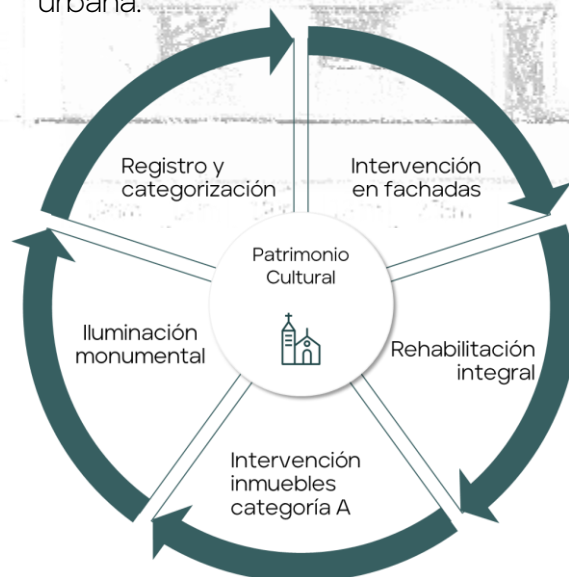 urbana.
Registro y
categorización
Intervención
en fachadas
Patrimonio
Cultural
Iluminación
monumental
Rehabilitación
integral
Intervención
inmuebles
categoría A